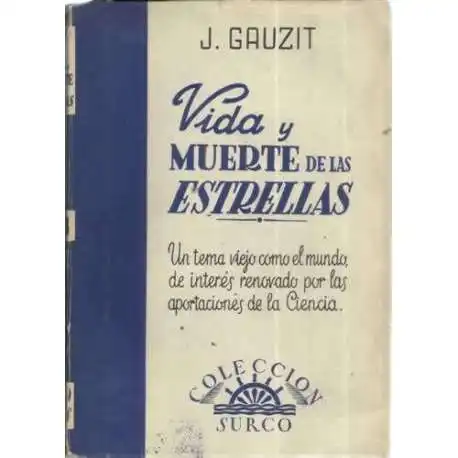 J. GAUZIT
Vida y
MUERTE DE LAS
ESTRELLAS
Un tema viejo como el mundo,
de interés renovado por las
aportaciones de la Ciencia.
COLECCION
SURCO